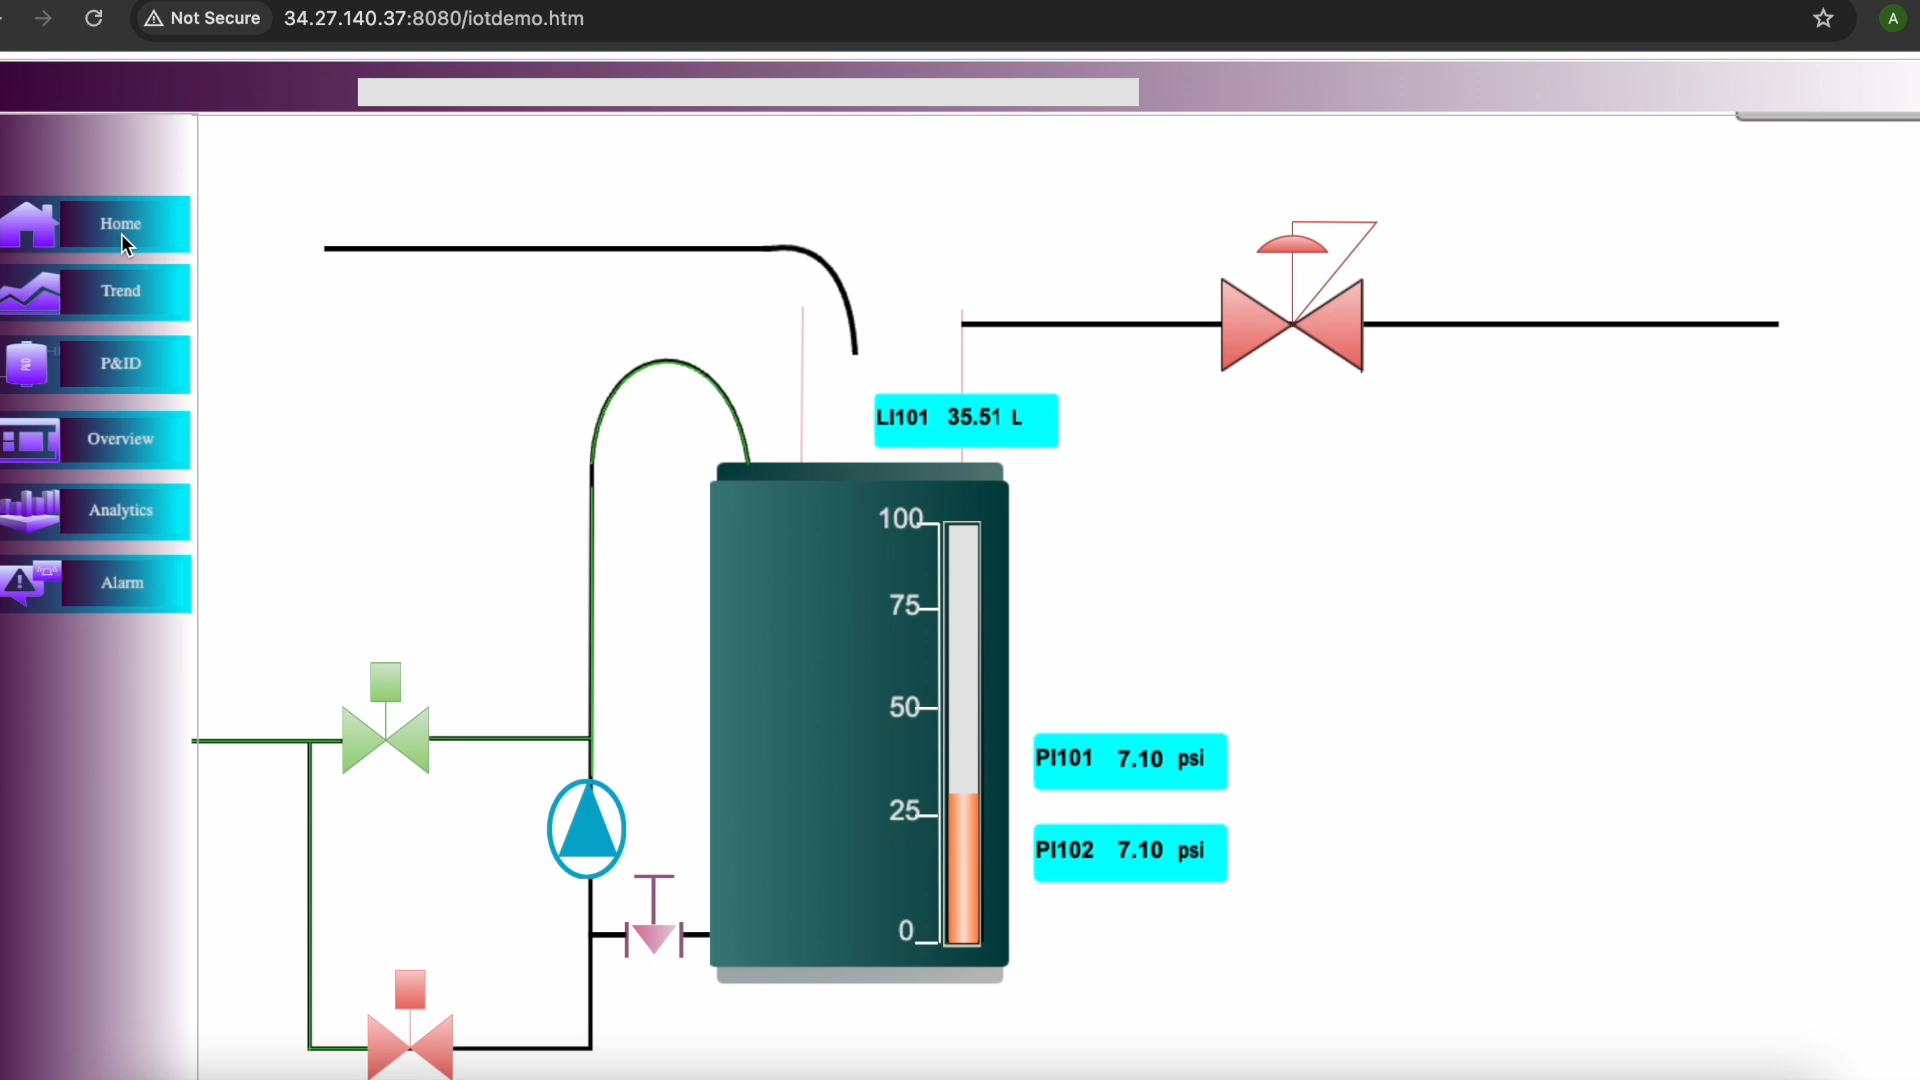 Not Secure 34.27.140.37:8080/iotdemo.htm
A
Home
Trend
P&ID
Overview
Analytics
Alarm
LI101 35.51 L
100
75
50
25
0
PI101 7.10 psi
PI102 7.10 psi